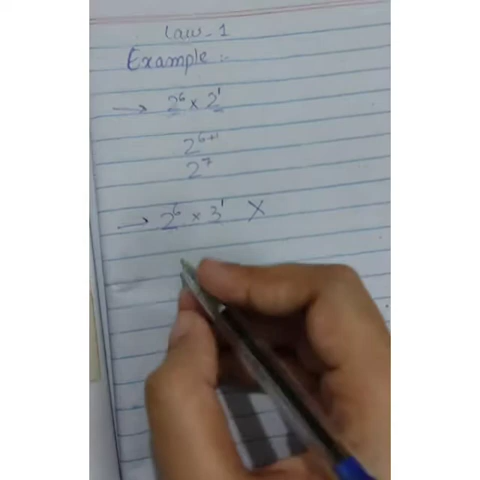 Law-1
Example :-
→ 2⁶ × 2¹
2⁶⁺¹
2⁷
→ 2⁶ × 3¹ X